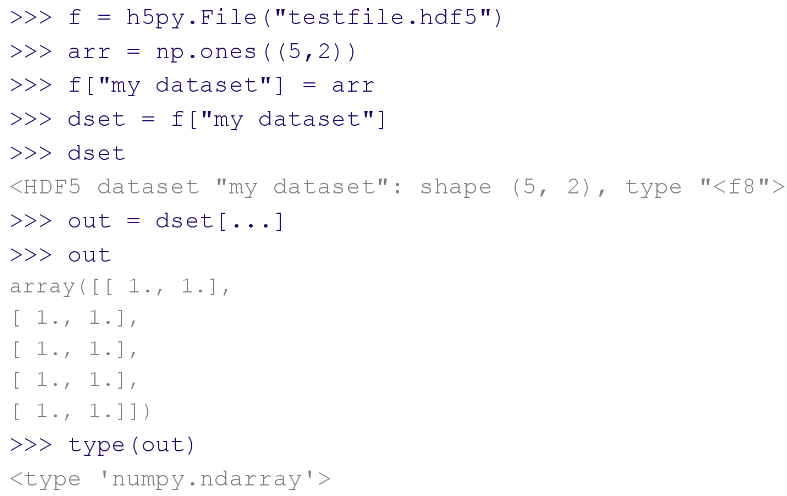 >>> f = h5py.File("testfile.hdf5")
>>> arr = np.ones((5,2))
>>> f["my dataset"] = arr
>>> dset = f["my dataset"]
>>> dset
<HDF5 dataset "my dataset": shape (5, 2), type "<f8">
>>> out = dset[...]
>>> out
array([[ 1., 1.],
[ 1., 1.],
[ 1., 1.],
[ 1., 1.],
[ 1., 1.]])
>>> type(out)
<type 'numpy.ndarray'>